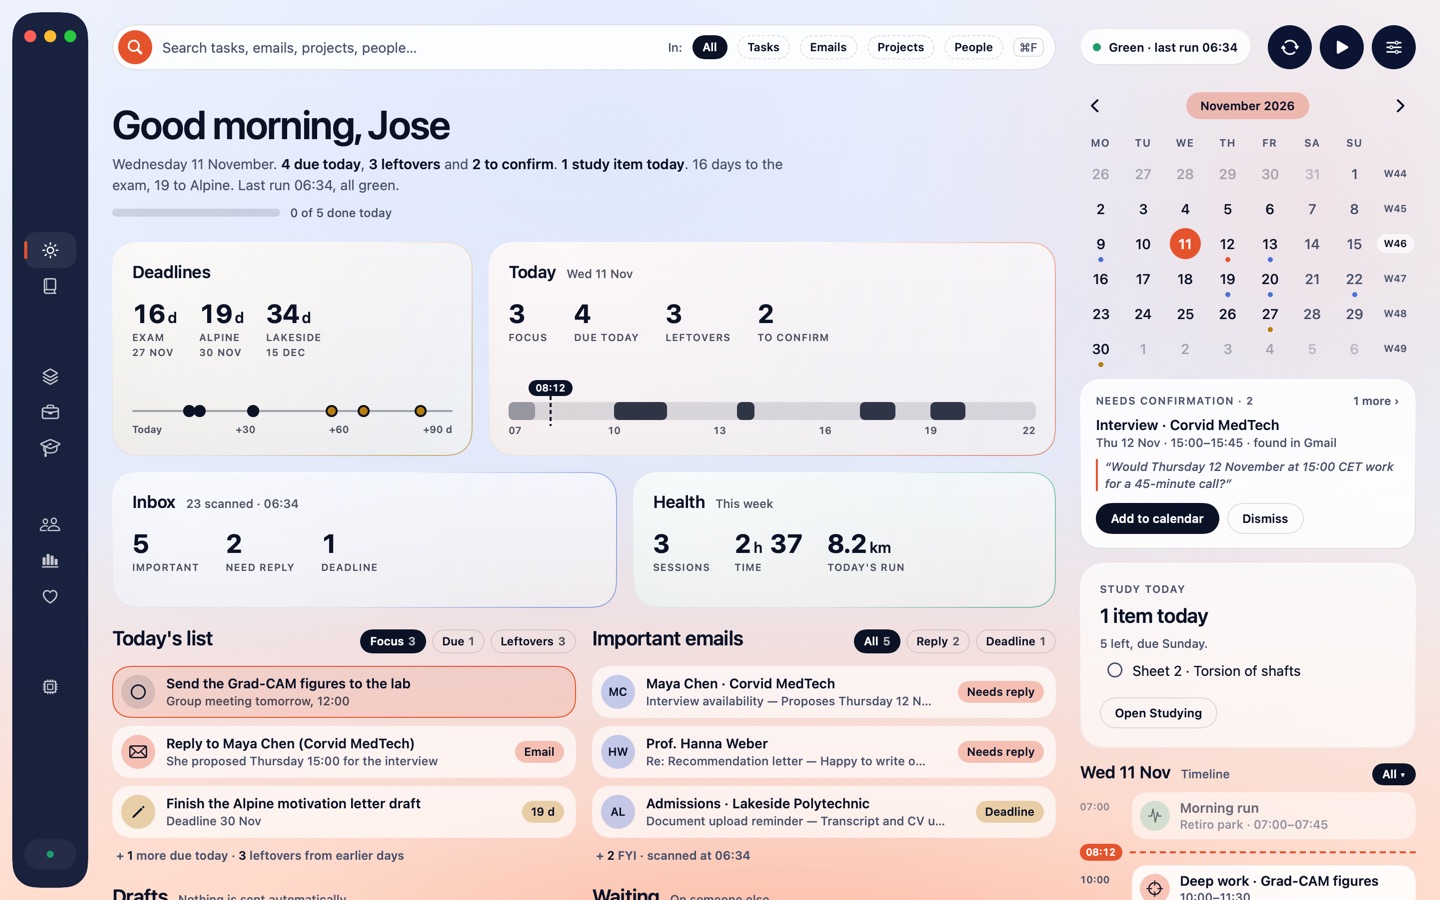 Search tasks, emails, projects, people...
In: All Tasks Emails Projects People ⌘F
Green · last run 06:34
Good morning, Jose
Wednesday 11 November. 4 due today, 3 leftovers and 2 to confirm. 1 study item today. 16 days to the
exam, 19 to Alpine. Last run 06:34, all green.
0 of 5 done today
Deadlines
16 d 19 d 34 d
EXAM ALPINE LAKESIDE
27 NOV 30 NOV 15 DEC
Today +30 +60 +90 d
Today Wed 11 Nov
3 4 3 2
FOCUS DUE TODAY LEFTOVERS TO CONFIRM
08:12
07 10 13 16 19 22
Inbox 23 scanned · 06:34
5 2 1
IMPORTANT NEED REPLY DEADLINE
Health This week
3 2 h 37 8.2 km
SESSIONS TIME TODAY'S RUN
Today's list Focus 3 Due 1 Leftovers 3
Send the Grad-CAM figures to the lab
Group meeting tomorrow, 12:00
Reply to Maya Chen (Corvid MedTech)
She proposed Thursday 15:00 for the interview
Email
Finish the Alpine motivation letter draft
Deadline 30 Nov
19 d
+ 1 more due today · 3 leftovers from earlier days
Drafts Nothing is sent automatically
Important emails All 5 Reply 2 Deadline 1
MC Maya Chen · Corvid MedTech
Interview availability — Proposes Thursday 12 N...
Needs reply
HW Prof. Hanna Weber
Re: Recommendation letter — Happy to write o...
Needs reply
AL Admissions · Lakeside Polytechnic
Document upload reminder — Transcript and CV u...
Deadline
+ 2 FYI · scanned at 06:34
Waiting On someone else
November 2026
MO TU WE TH FR SA SU
26 27 28 29 30 31 1 W44
2 3 4 5 6 7 8 W45
9 10 11 12 13 14 15 W46
16 17 18 19 20 21 22 W47
23 24 25 26 27 28 29 W48
30 1 2 3 4 5 6 W49
NEEDS CONFIRMATION · 2 1 more ›
Interview · Corvid MedTech
Thu 12 Nov · 15:00–15:45 · found in Gmail
“Would Thursday 12 November at 15:00 CET work
for a 45-minute call?”
Add to calendar Dismiss
STUDY TODAY
1 item today
5 left, due Sunday.
Sheet 2 · Torsion of shafts
Open Studying
Wed 11 Nov Timeline All
07:00 Morning run
Retiro park · 07:00–07:45
08:12
10:00 Deep work · Grad-CAM figures
10:00–11:30